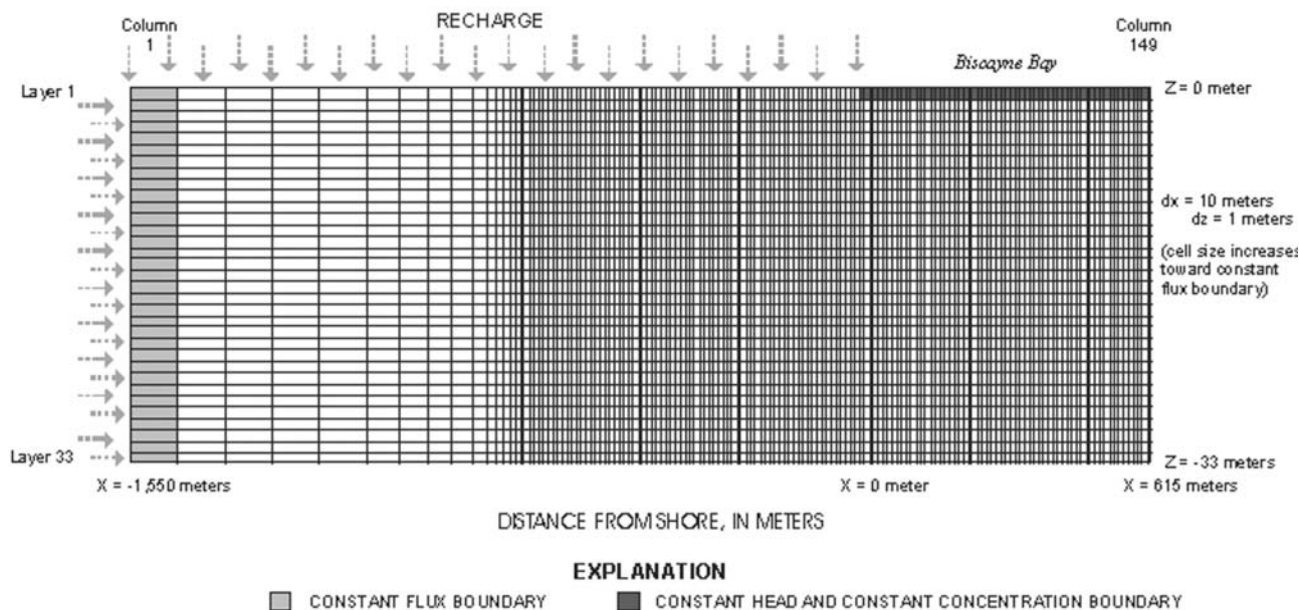 Column
1
RECHARGE
Column
149
Biscayne Bay
Layer 1
Z = 0 meter
dx = 10 meters
dz = 1 meters
(cell size increases
toward constant
flux boundary)
Layer 33
Z = -33 meters
X = -1,550 meters
X = 0 meter
X = 615 meters
DISTANCE FROM SHORE, IN METERS
EXPLANATION
CONSTANT FLUX BOUNDARY
CONSTANT HEAD AND CONSTANT CONCENTRATION BOUNDARY